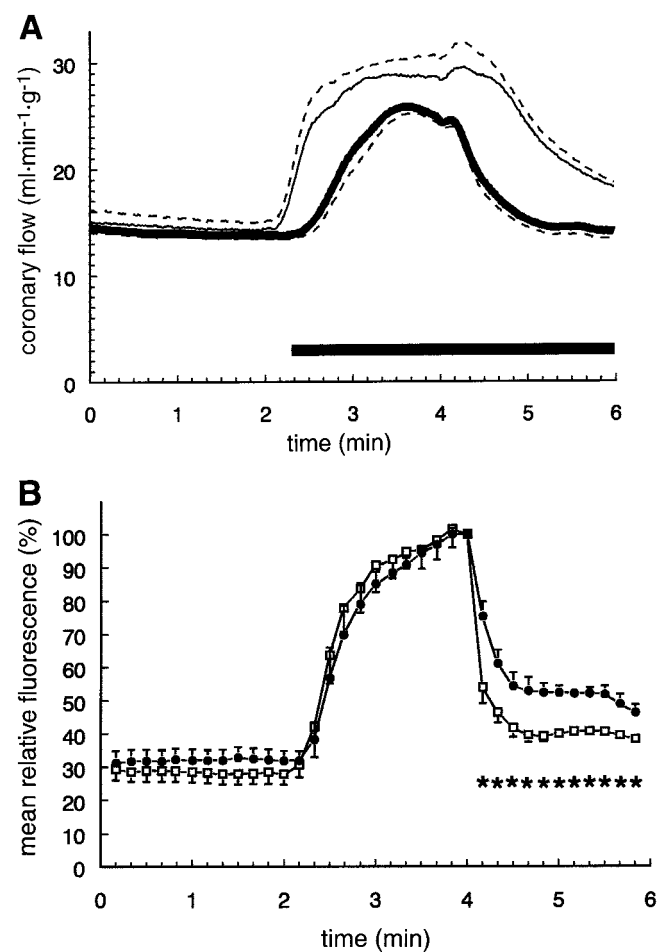 A
coronary flow (ml·min-1·g-1)
30
20
10
0
0 1 2 3 4 5 6
time (min)
B
mean relative fluorescence (%)
100
90
80
70
60
50
40
30
20
10
0
***********
0 1 2 3 4 5 6
time (min)